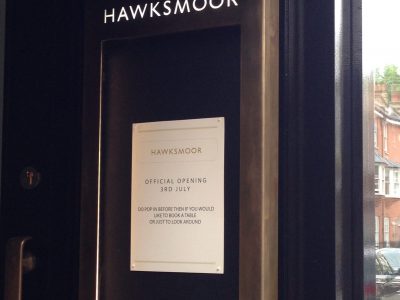 HAWKSMOOR
HAWKSMOOR
OFFICIAL OPENING
3RD JULY
DO POP IN BEFORE THEN IF YOU WOULD
LIKE TO BOOK A TABLE
OR JUST TO LOOK AROUND